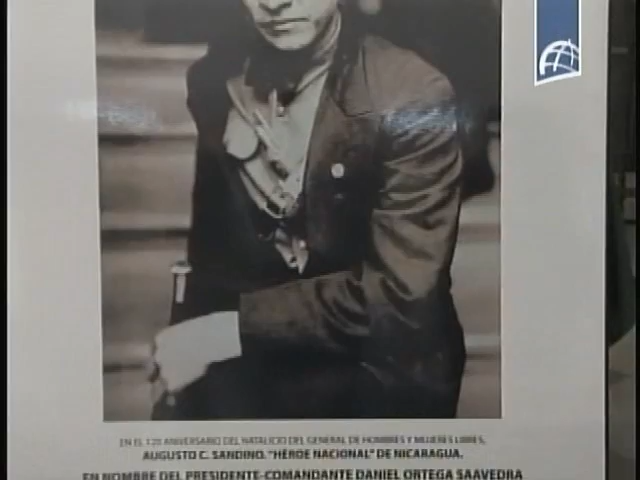 EN EL 120 ANIVERSARIO DEL NATALICIO DEL GENERAL DE HOMBRES Y MUJERES LIBRES,
AUGUSTO C. SANDINO. "HÉROE NACIONAL" DE NICARAGUA.
EN NOMBRE DEL PRESIDENTE-COMANDANTE DANIEL ORTEGA SAAVEDRA